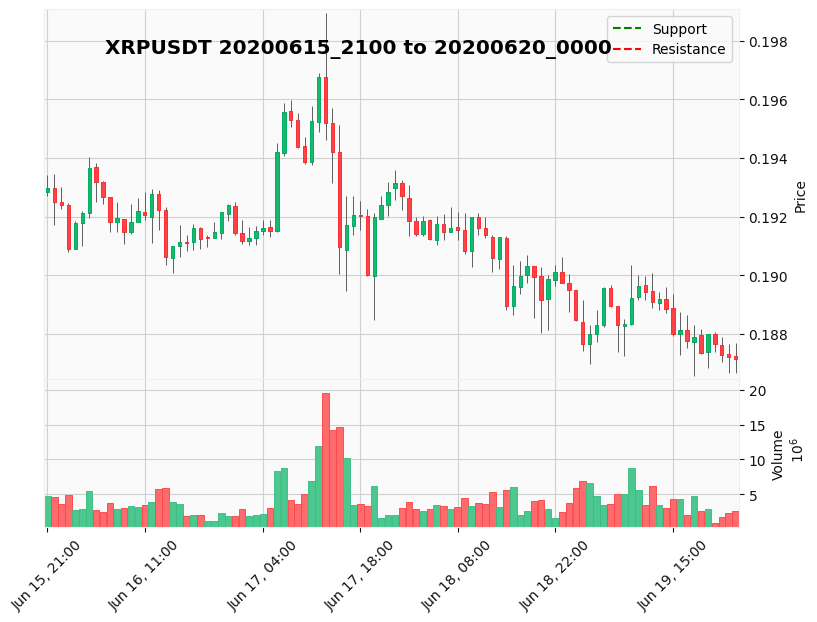 XRPUSDT 20200615_2100 to 20200620_0000
Support
Resistance
0.198
0.196
0.194
0.192
0.190
0.188
Price
20
15
10
5
Volume
10^6
Jun 15, 21:00
Jun 16, 11:00
Jun 17, 04:00
Jun 17, 18:00
Jun 18, 08:00
Jun 18, 22:00
Jun 19, 15:00